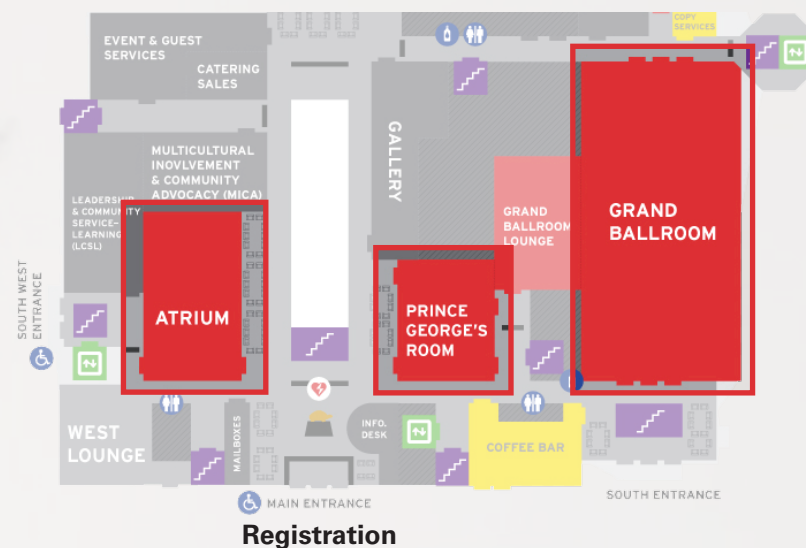 COPY
SERVICES
EVENT & GUEST
SERVICES
CATERING
SALES
GALLERY
MULTICULTURAL
INOVLVEMENT
& COMMUNITY
ADVOCACY (MICA)
LEADERSHIP
& COMMUNITY
SERVICE–
LEARNING
(LCSL)
GRAND
BALLROOM
LOUNGE
GRAND
BALLROOM
SOUTH WEST
ENTRANCE
ATRIUM
PRINCE
GEORGE'S
ROOM
WEST
LOUNGE
MAILBOXES
INFO.
DESK
COFFEE BAR
MAIN ENTRANCE
SOUTH ENTRANCE
Registration